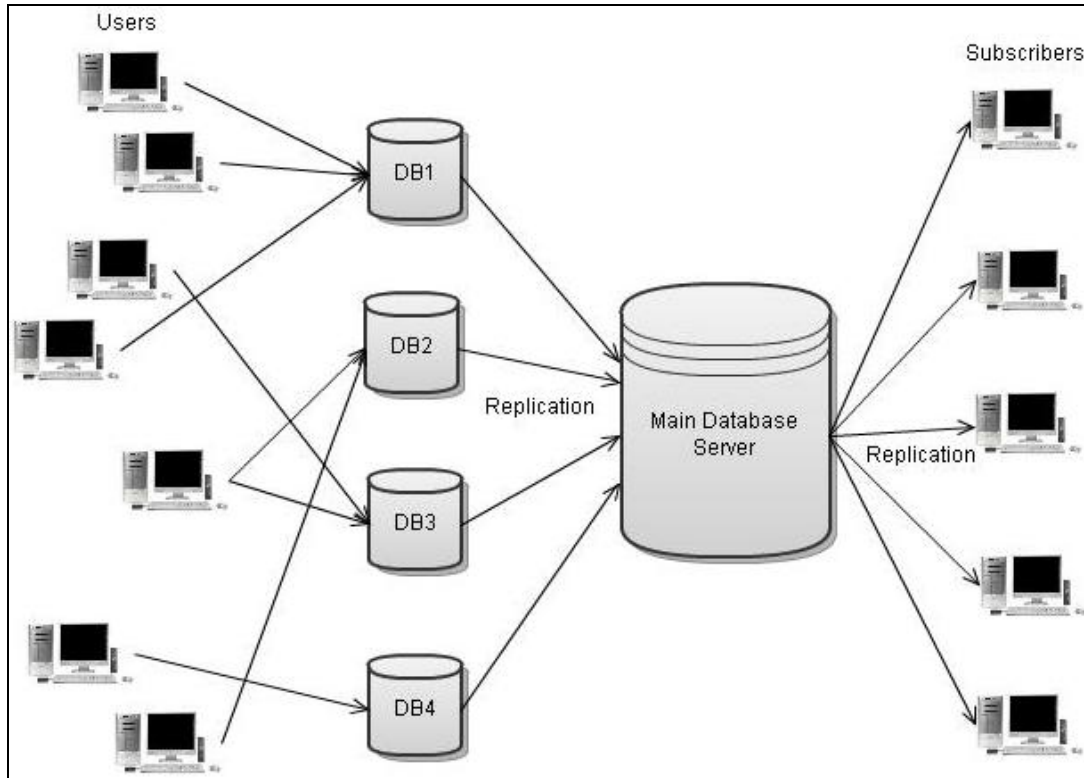 Users
Subscribers
DB1
DB2
Replication
Main Database
Server
Replication
DB3
DB4